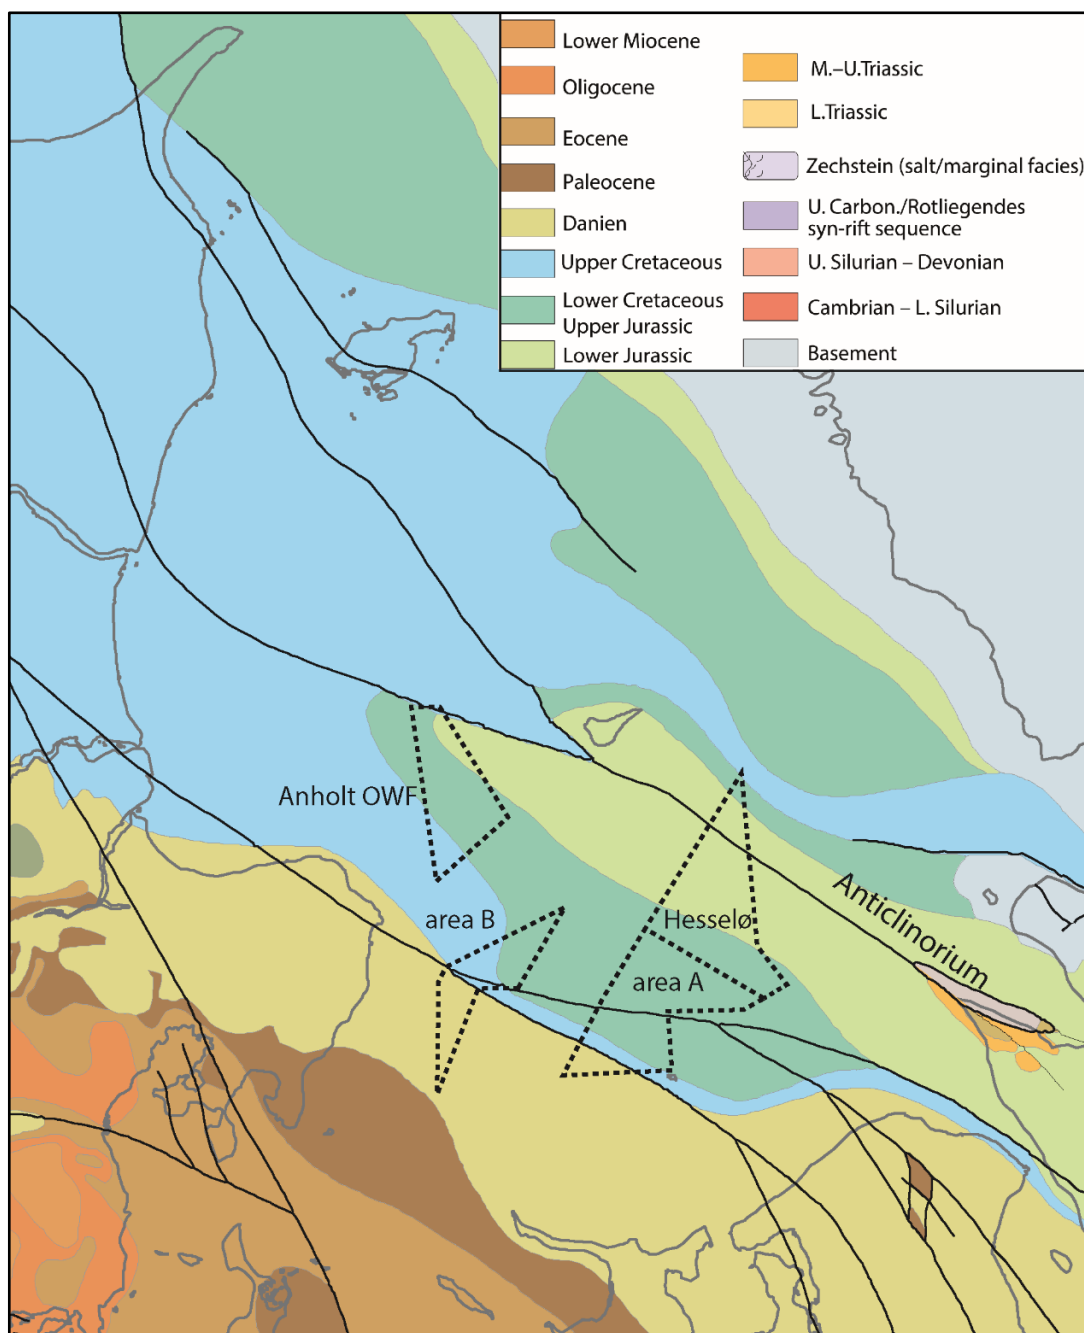 Lower Miocene
Oligocene
Eocene
Paleocene
Danien
Upper Cretaceous
Lower Cretaceous
Upper Jurassic
Lower Jurassic
M.–U.Triassic
L.Triassic
Zechstein (salt/marginal facies)
U. Carbon./Rotliegendes
syn-rift sequence
U. Silurian – Devonian
Cambrian – L. Silurian
Basement
Anholt OWF
area B
Hesselø
area A
Anticlinorium